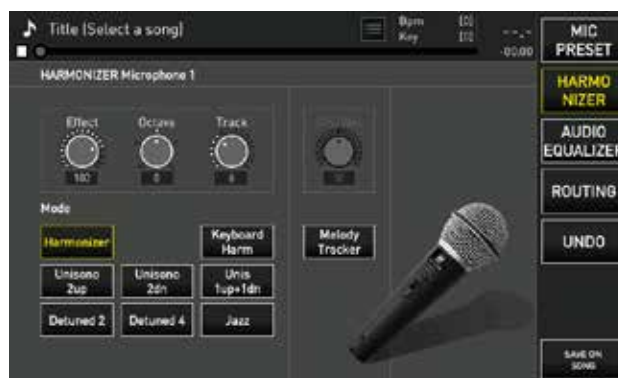 Title (Select a song)
Bpm
Key
--.-
-00:00
HARMONIZER Microphone 1
Effect
Octave
Track
100
0
Mode
Harmonizer
Keyboard
Harm
Melody
Tracker
Unisono
2up
Unisono
2dn
Unis
1up+1dn
Detuned 2
Detuned 4
Jazz
MIC
PRESET
HARMO
NIZER
AUDIO
EQUALIZER
ROUTING
UNDO
SAVE ON
SONG